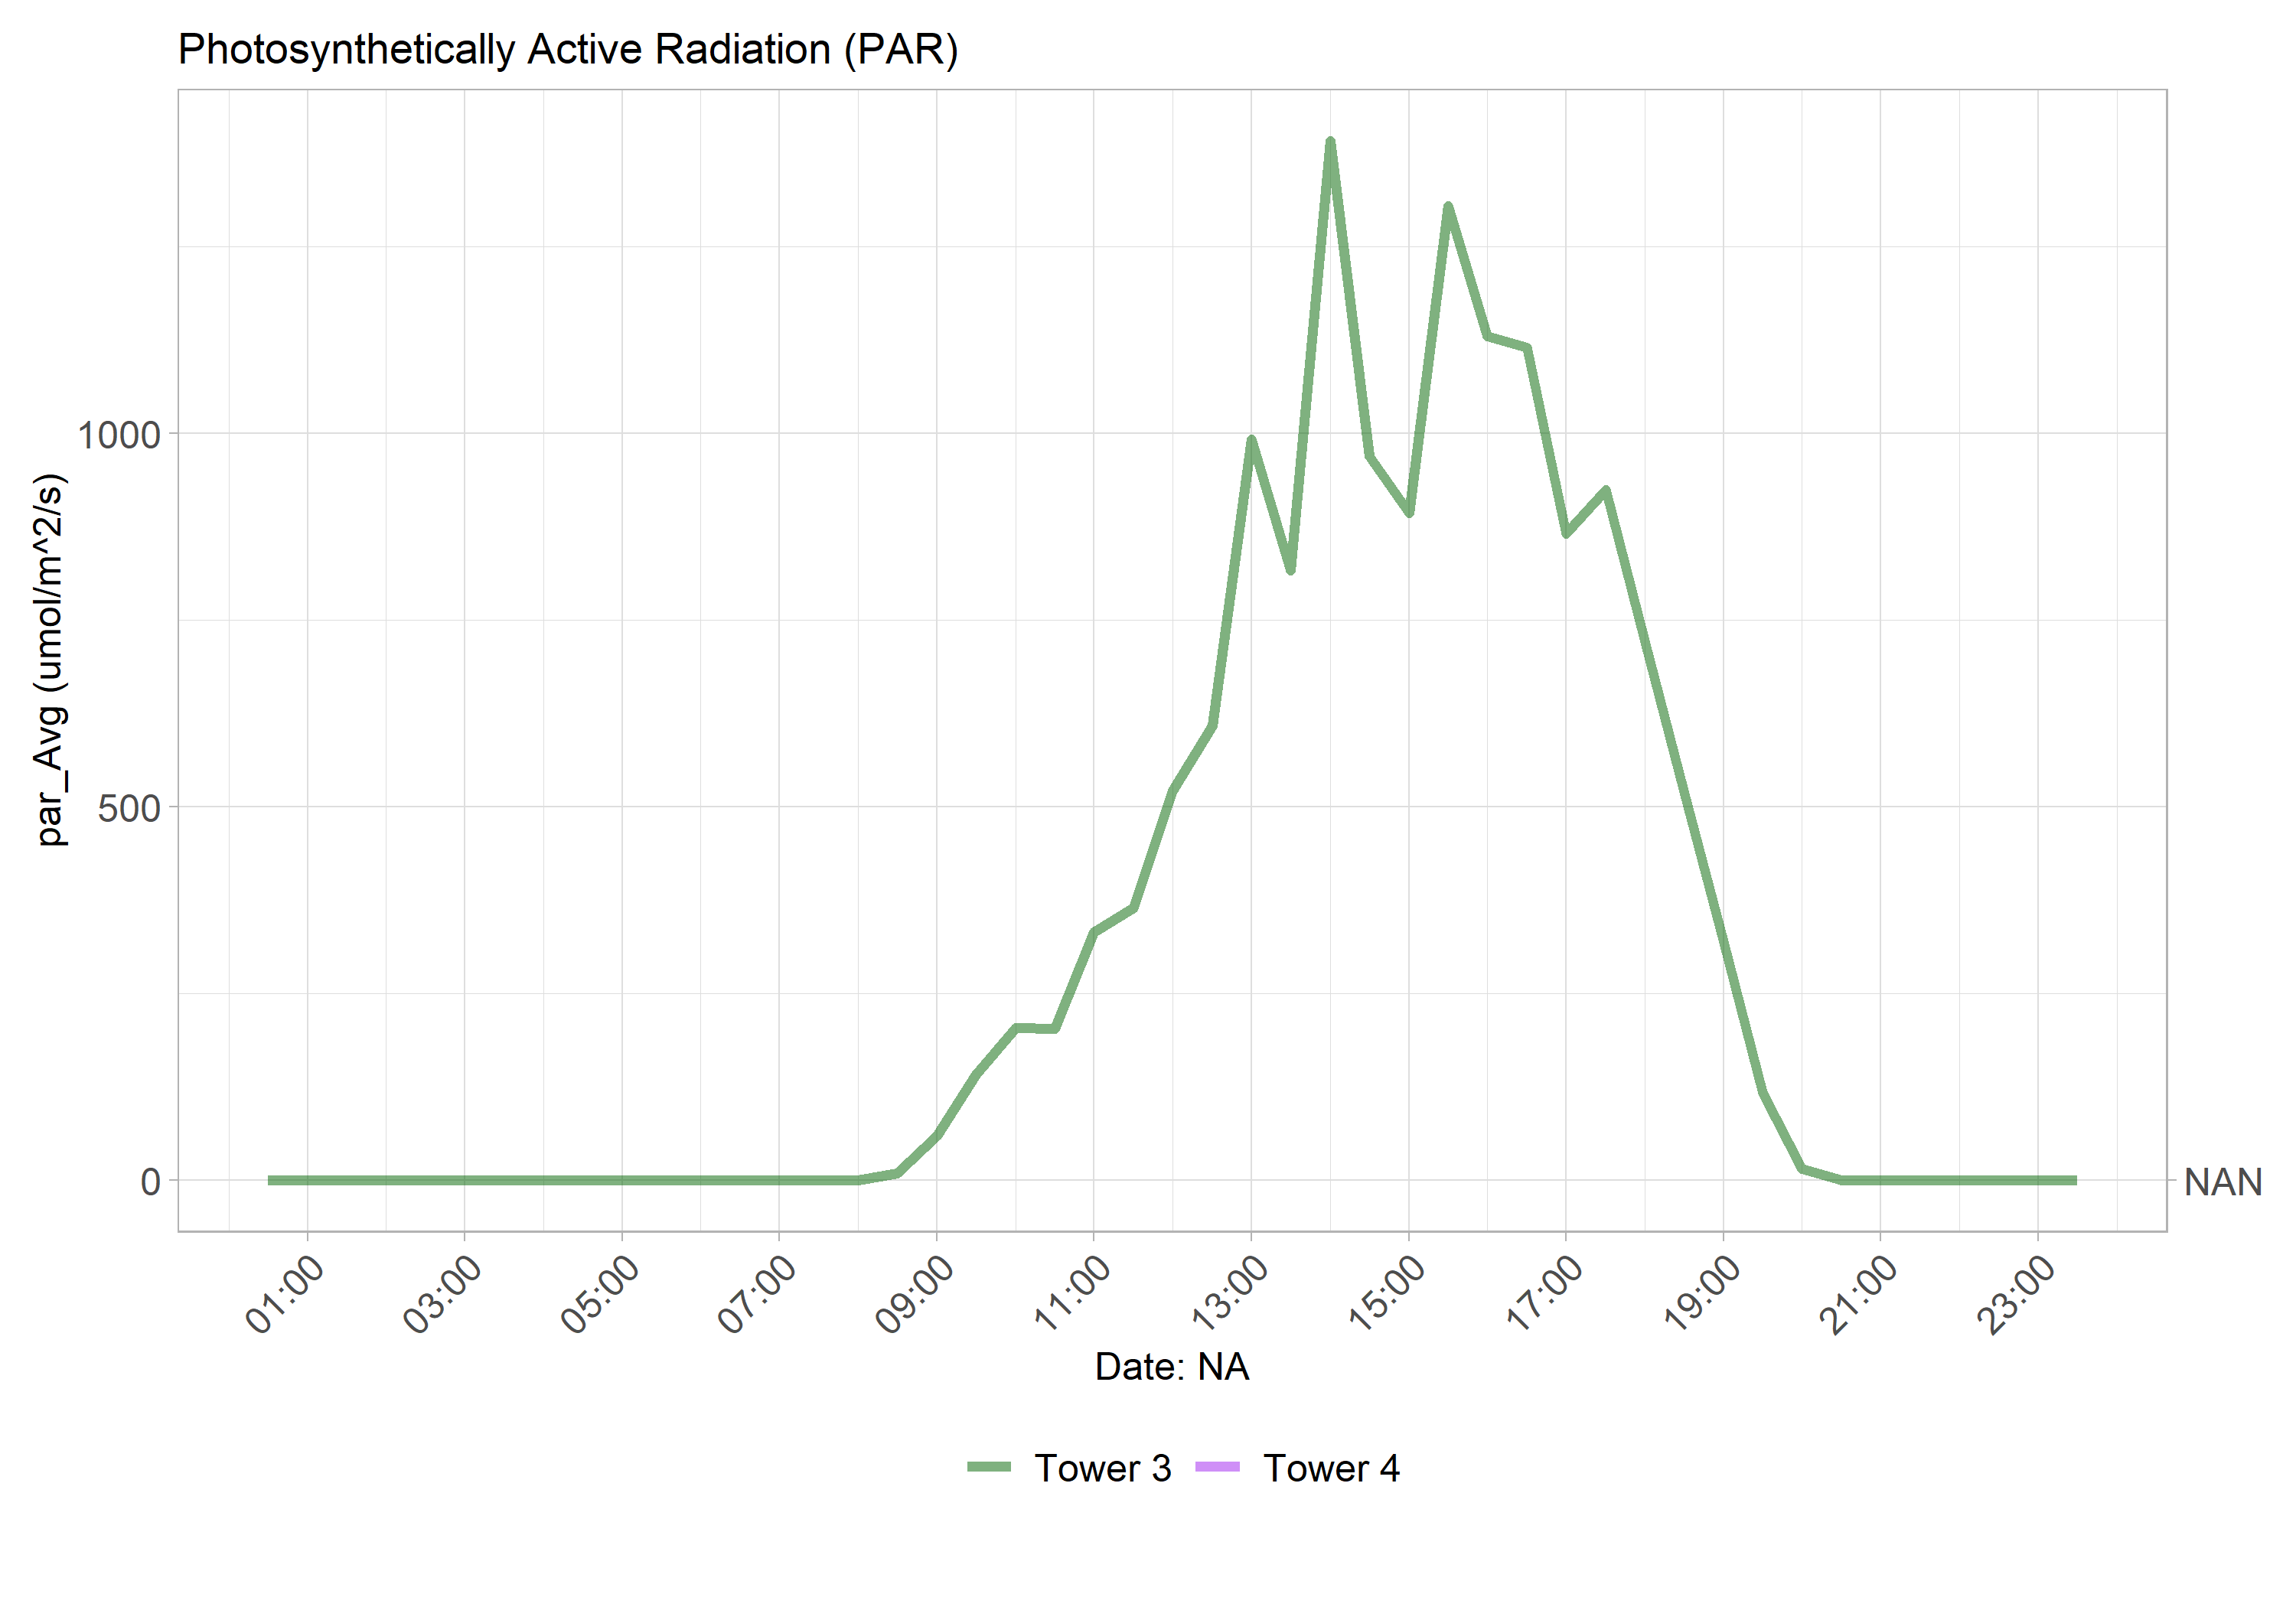 Photosynthetically Active Radiation (PAR)
par_Avg (umol/m^2/s)
1000
500
0
NAN
01:00 03:00 05:00 07:00 09:00 11:00 13:00 15:00 17:00 19:00 21:00 23:00
Date: NA
Tower 3 Tower 4